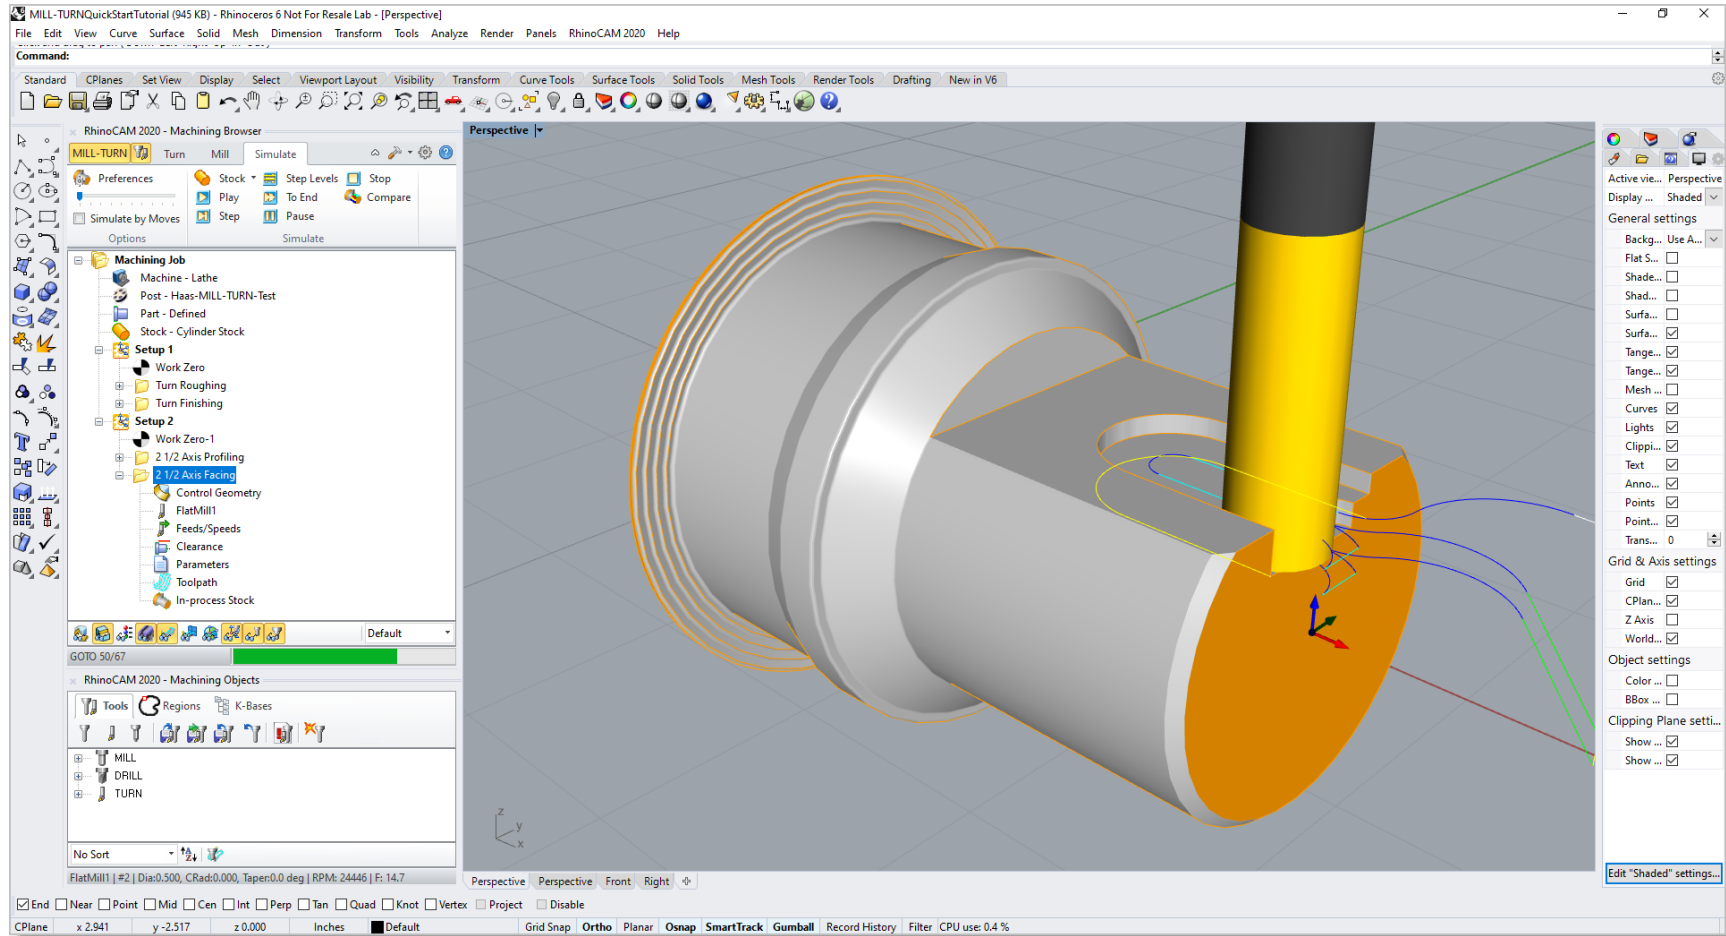 MILL-TURNQuickStartTutorial (945 KB) - Rhinoceros 6 Not For Resale Lab - [Perspective]
File Edit View Curve Surface Solid Mesh Dimension Transform Tools Analyze Render Panels RhinoCAM 2020 Help
Command:
Standard CPlanes Set View Display Select Viewport Layout Visibility Transform Curve Tools Surface Tools Solid Tools Mesh Tools Render Tools Drafting New in V6
RhinoCAM 2020 - Machining Browser
MILL-TURN Turn Mill Simulate
Preferences Stock Step Levels Stop
Play To End Compare
Simulate by Moves Step Pause
Options Simulate
Machining Job
Machine - Lathe
Post - Haas-MILL-TURN-Test
Part - Defined
Stock - Cylinder Stock
Setup 1
Work Zero
Turn Roughing
Turn Finishing
Setup 2
Work Zero-1
2 1/2 Axis Profiling
2 1/2 Axis Facing
Control Geometry
FlatMill1
Feeds/Speeds
Clearance
Parameters
Toolpath
In-process Stock
Default
GOTO 50/67
RhinoCAM 2020 - Machining Objects
Tools Regions K-Bases
MILL
DRILL
TURN
No Sort
FlatMill1 | #2 | Dia:0.500, CRad:0.000, Taper:0.0 deg | RPM: 24446 | F: 14.7
Perspective
z
y
x
Perspective Perspective Front Right
Active vie... Perspective
Display ... Shaded
General settings
Backg... Use A...
Flat S...
Shade...
Shad...
Surfa...
Surfa...
Tange...
Tange...
Mesh ...
Curves
Lights
Clippi...
Text
Anno...
Points
Point...
Trans... 0
Grid & Axis settings
Grid
CPlan...
Z Axis
World...
Object settings
Color ...
BBox ...
Clipping Plane setti...
Show ...
Show ...
Edit "Shaded" settings...
End Near Point Mid Cen Int Perp Tan Quad Knot Vertex Project Disable
CPlane x 2.941 y -2.517 z 0.000 Inches Default Grid Snap Ortho Planar Osnap SmartTrack Gumball Record History Filter CPU use: 0.4 %